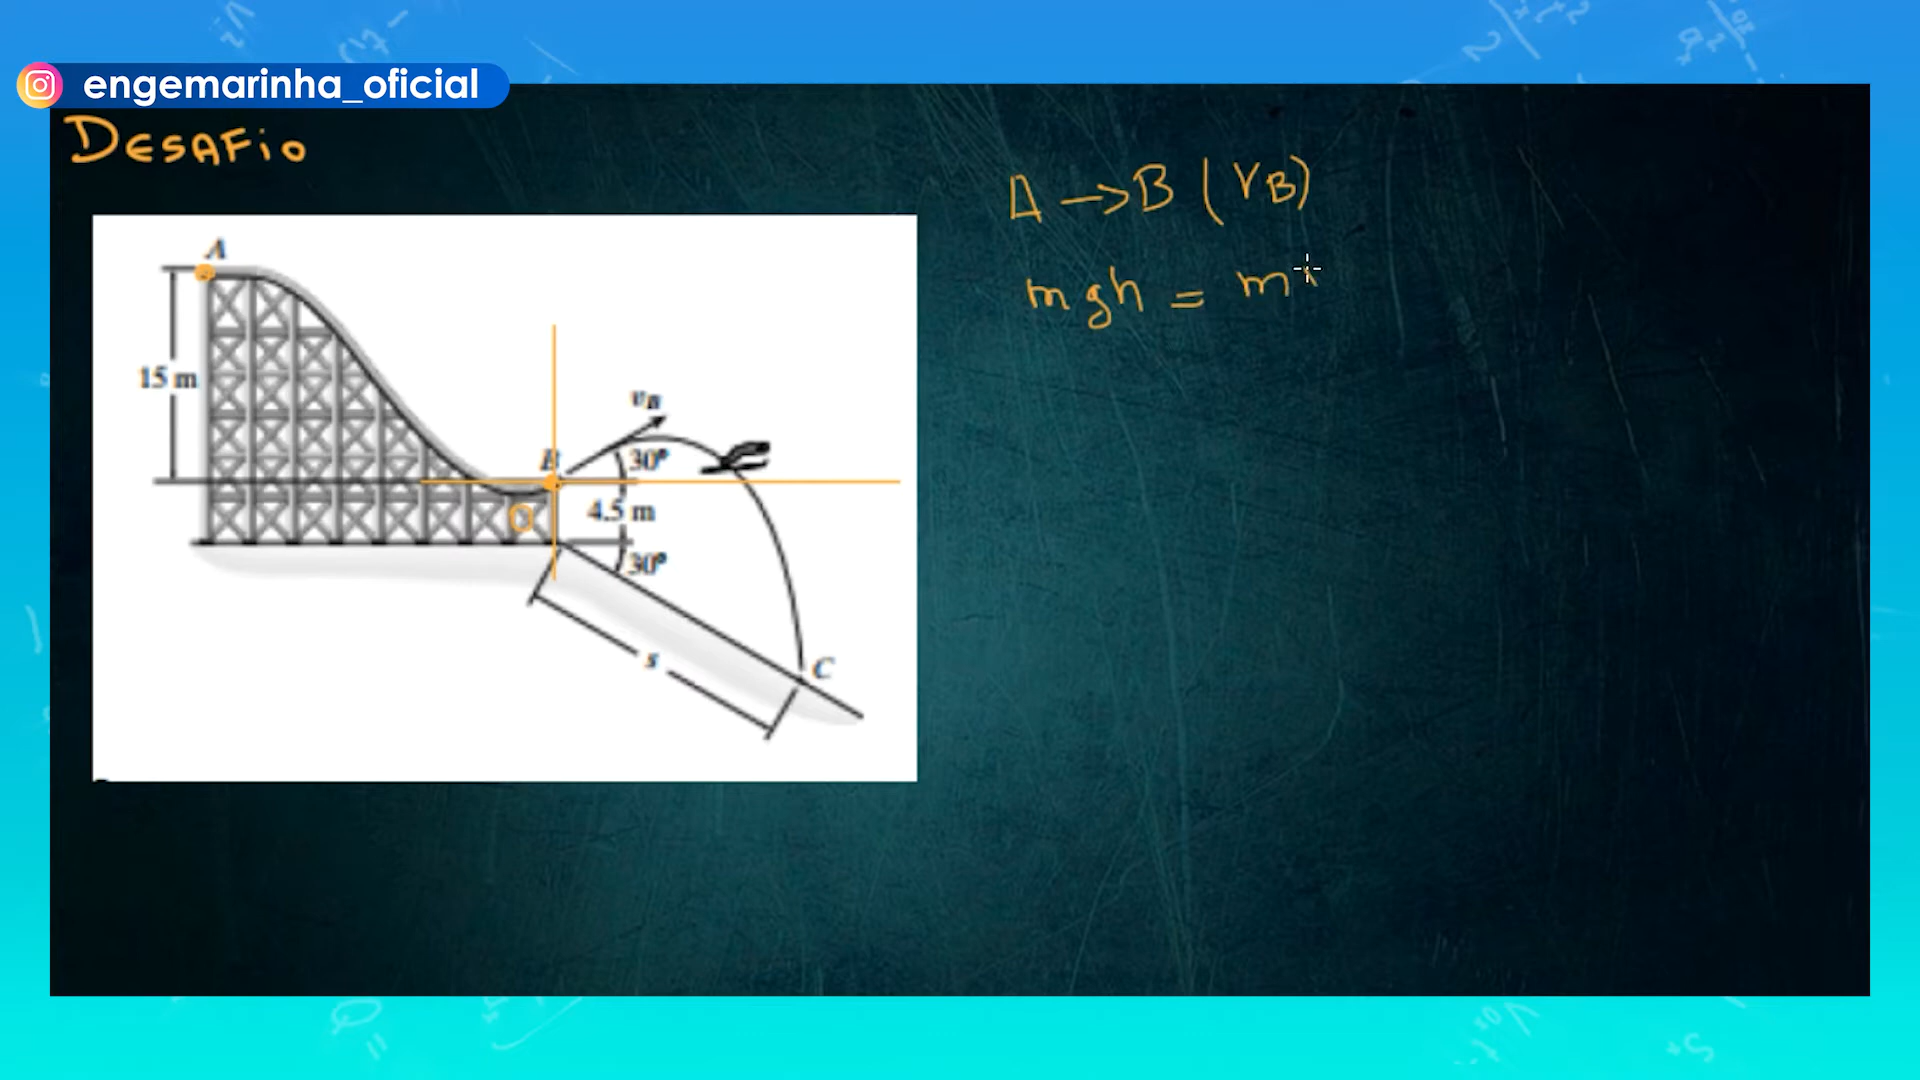 engemarinha_oficial
DESAFiO
A → B (VB)
mgh = m
A
15 m
vB
B
30°
4.5 m
O
30°
s
C